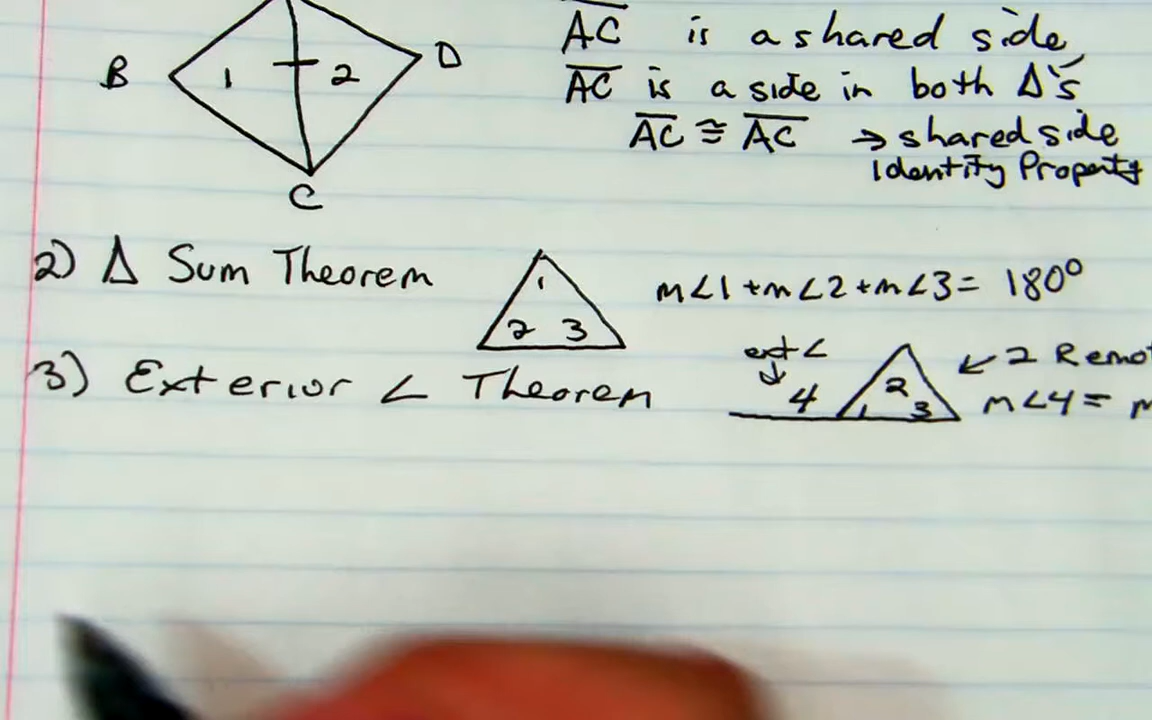 AC is a shared side,
B 1 2 D
AC is a side in both Δ's
AC ≅ AC → shared side
Identity Property
C
2) Δ Sum Theorem
1
2 3
m∠1+m∠2+m∠3= 180°
3) Exterior ∠ Theorem
ext ∠
4 1 2 3
← 2 Remot
m∠4= m